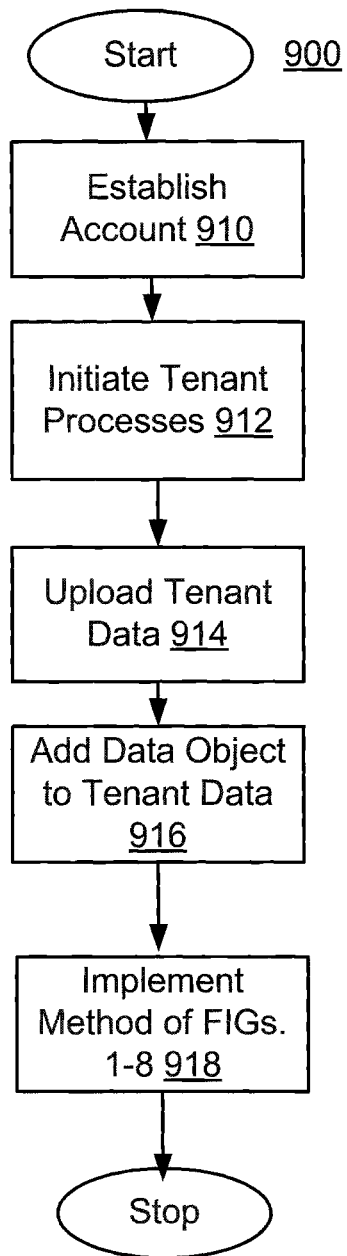 Start
900
Establish
Account 910
Initiate Tenant
Processes 912
Upload Tenant
Data 914
Add Data Object
to Tenant Data
916
Implement
Method of FIGs.
1-8 918
Stop